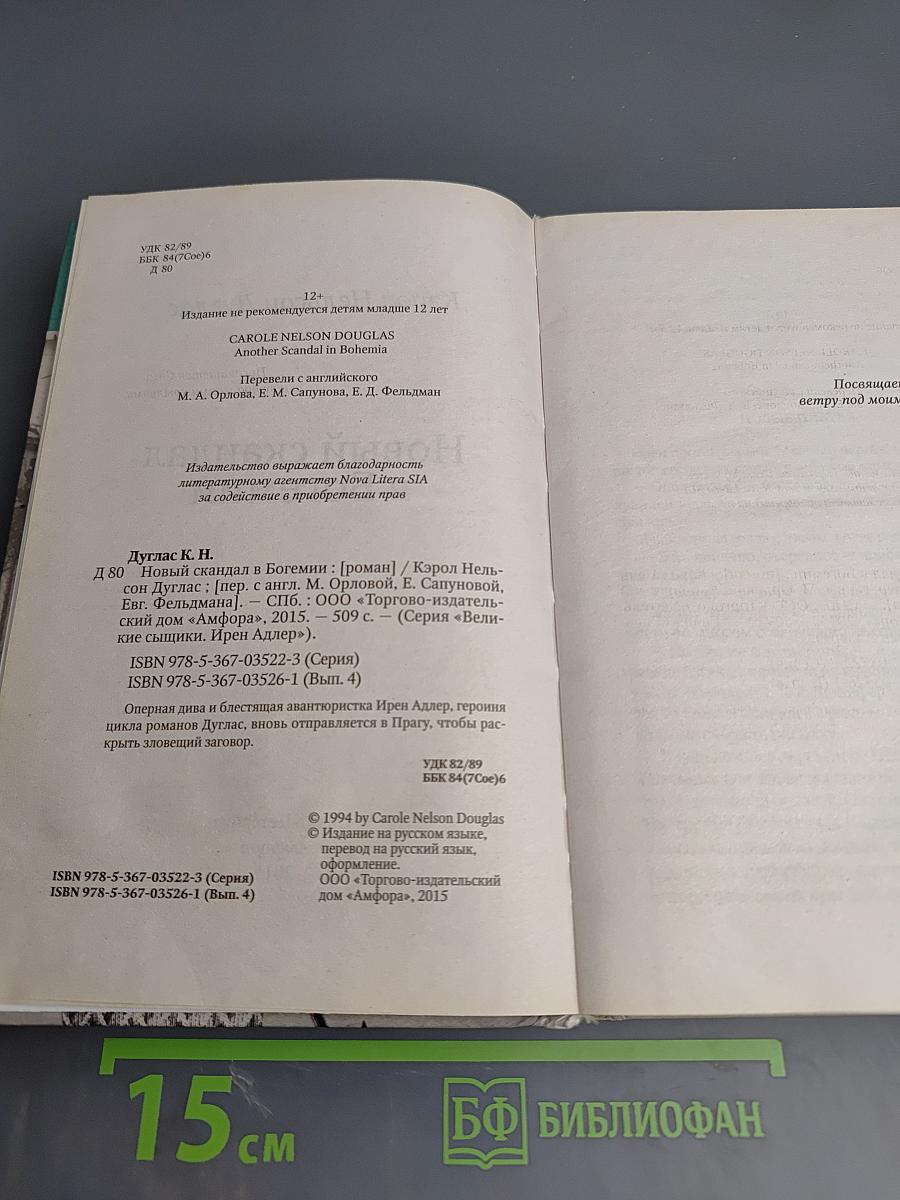 УДК 82/89
ББК 84(7Сое)6
Д 80
12+
Издание не рекомендуется детям младше 12 лет
CAROLE NELSON DOUGLAS
Another Scandal in Bohemia
Перевели с английского
М. А. Орлова, Е. М. Сапунова, Е. Д. Фельдман
Издательство выражает благодарность
литературному агентству Nova Litera SIA
за содействие в приобретении прав
Дуглас К. Н.
Д 80 Новый скандал в Богемии : [роман] / Кэрол Нель-
сон Дуглас ; [пер. с англ. М. Орловой, Е. Сапуновой,
Евг. Фельдмана]. — СПб. : ООО «Торгово-издатель-
ский дом «Амфора», 2015. — 509 с. — (Серия «Вели-
кие сыщики. Ирен Адлер»).
ISBN 978-5-367-03522-3 (Серия)
ISBN 978-5-367-03526-1 (Вып. 4)
Оперная дива и блестящая авантюристка Ирен Адлер, героиня
цикла романов Дуглас, вновь отправляется в Прагу, чтобы рас-
крыть зловещий заговор.
УДК 82/89
ББК 84(7Сое)6
© 1994 by Carole Nelson Douglas
© Издание на русском языке,
перевод на русский язык,
оформление.
ООО «Торгово-издательский
дом «Амфора», 2015
ISBN 978-5-367-03522-3 (Серия)
ISBN 978-5-367-03526-1 (Вып. 4)
Посвящает
ветру под моим
15 см
БФ БИБЛИОФАН